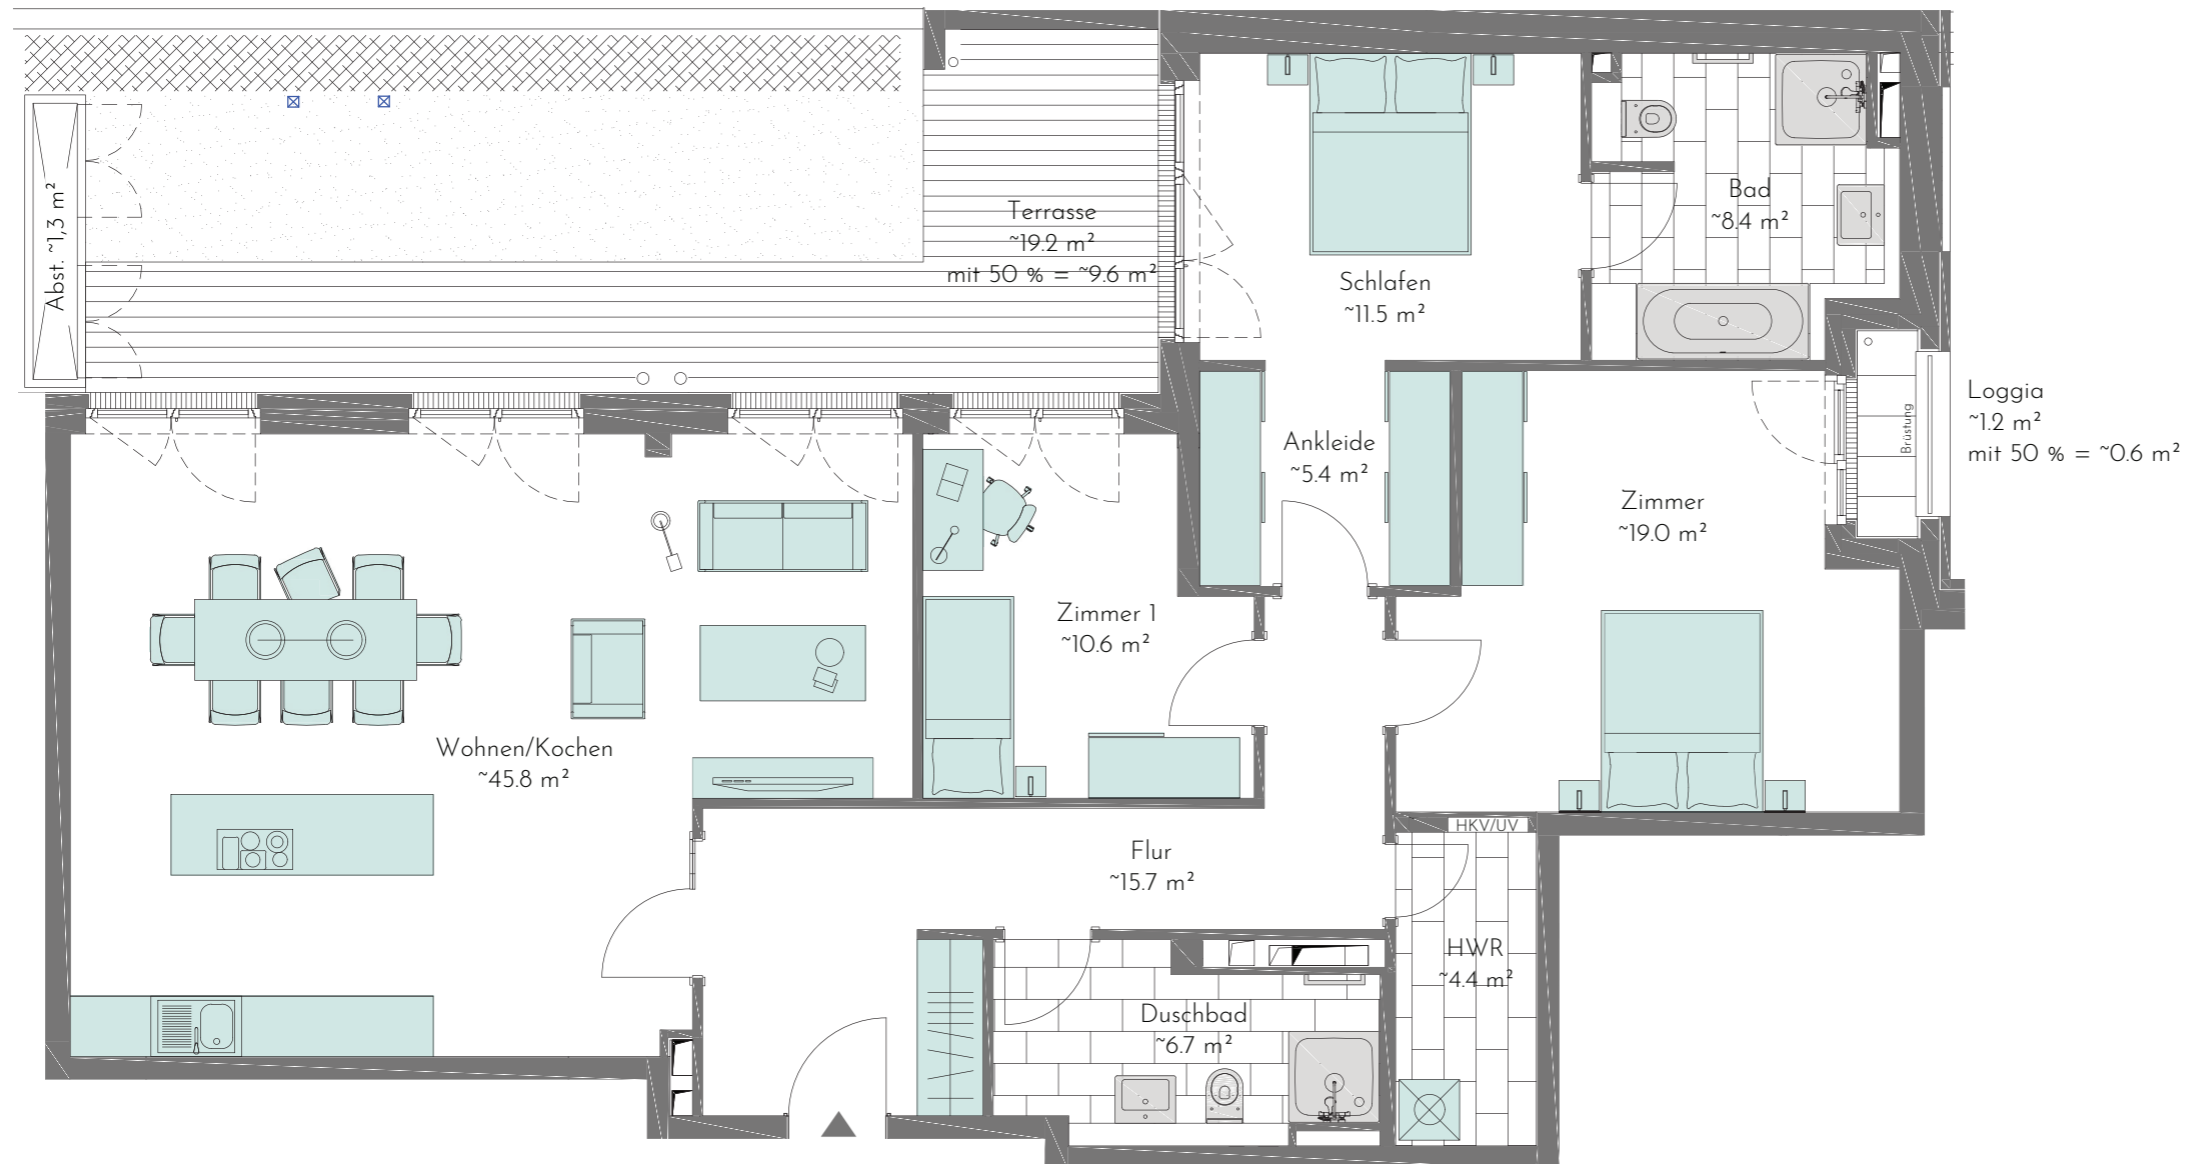 Abst. ~1,3 m²
Terrasse
~19.2 m²
mit 50 % = ~9.6 m²
Schlafen
~11.5 m²
Bad
~8.4 m²
Ankleide
~5.4 m²
Zimmer
~19.0 m²
Brüstung
Loggia
~1.2 m²
mit 50 % = ~0.6 m²
Zimmer 1
~10.6 m²
Wohnen/Kochen
~45.8 m²
Flur
~15.7 m²
HKV/UV
HWR
~4.4 m²
Duschbad
~6.7 m²